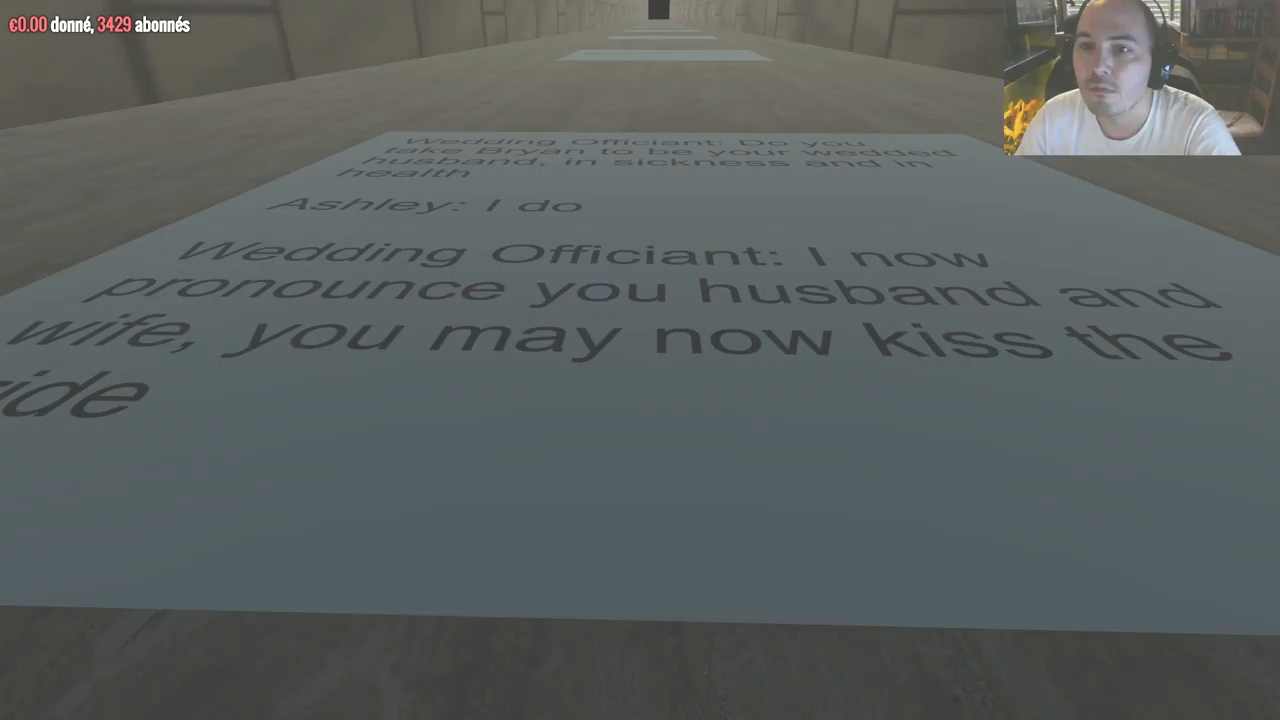 €0.00 donné, 3429 abonnés
Wedding Officiant: Do you
take Bryan to be your wedded
husband, in sickness and in
health
Ashley: I do
Wedding Officiant: I now
pronounce you husband and
wife, you may now kiss the
ride